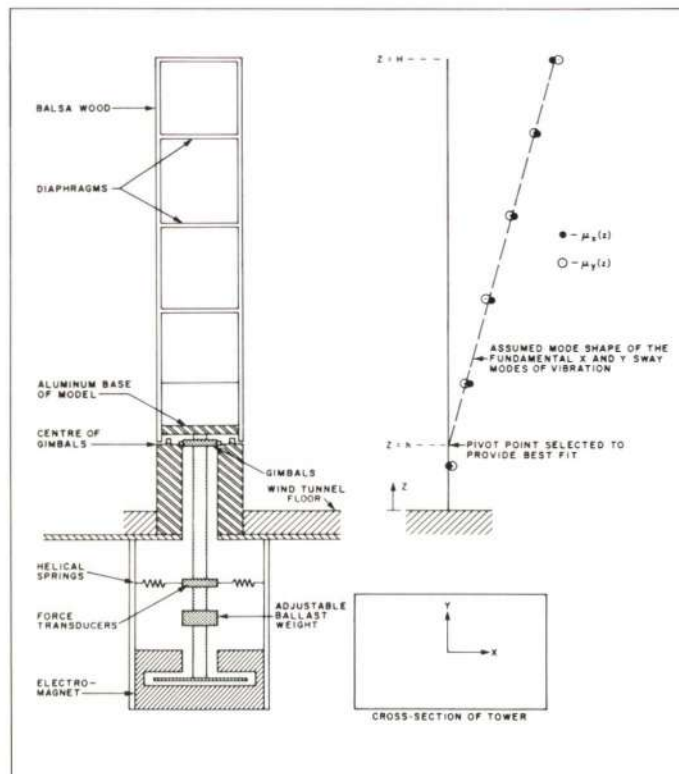 BALSA WOOD
DIAPHRAGMS
ALUMINUM BASE
OF MODEL
CENTRE OF
GIMBALS
GIMBALS
WIND TUNNEL
FLOOR
HELICAL
SPRINGS
FORCE
TRANSDUCERS
ADJUSTABLE
BALLAST
WEIGHT
ELECTRO-
MAGNET
Z = H
● - μx(z)
○ - μy(z)
ASSUMED MODE SHAPE OF THE
FUNDAMENTAL X AND Y SWAY
MODES OF VIBRATION
Z = h
PIVOT POINT SELECTED TO
PROVIDE BEST FIT
Z
Y
X
CROSS-SECTION OF TOWER